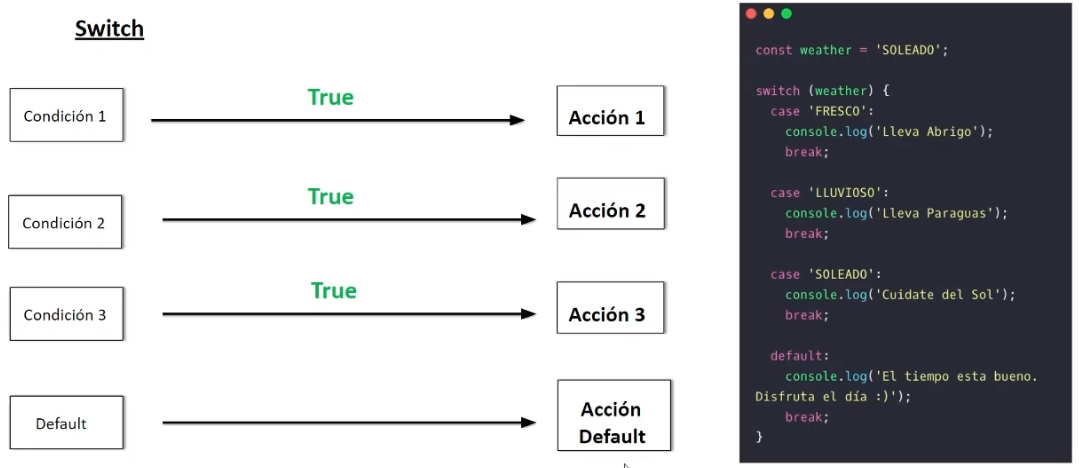 Switch
Condición 1
True
Acción 1
Condición 2
True
Acción 2
Condición 3
True
Acción 3
Default
Acción
Default
const weather = 'SOLEADO';
switch (weather) {
case 'FRESCO':
console.log('Lleva Abrigo');
break;
case 'LLUVIOSO':
console.log('Lleva Paraguas');
break;
case 'SOLEADO':
console.log('Cuidate del Sol');
break;
default:
console.log('El tiempo esta bueno.
Disfruta el día :)');
break;
}